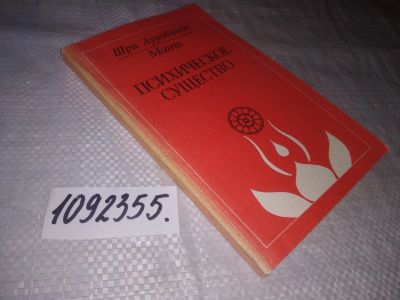 Шри Ауробиндо
Мать
ПСИХИЧЕСКОЕ
СУЩЕСТВО
1092355.